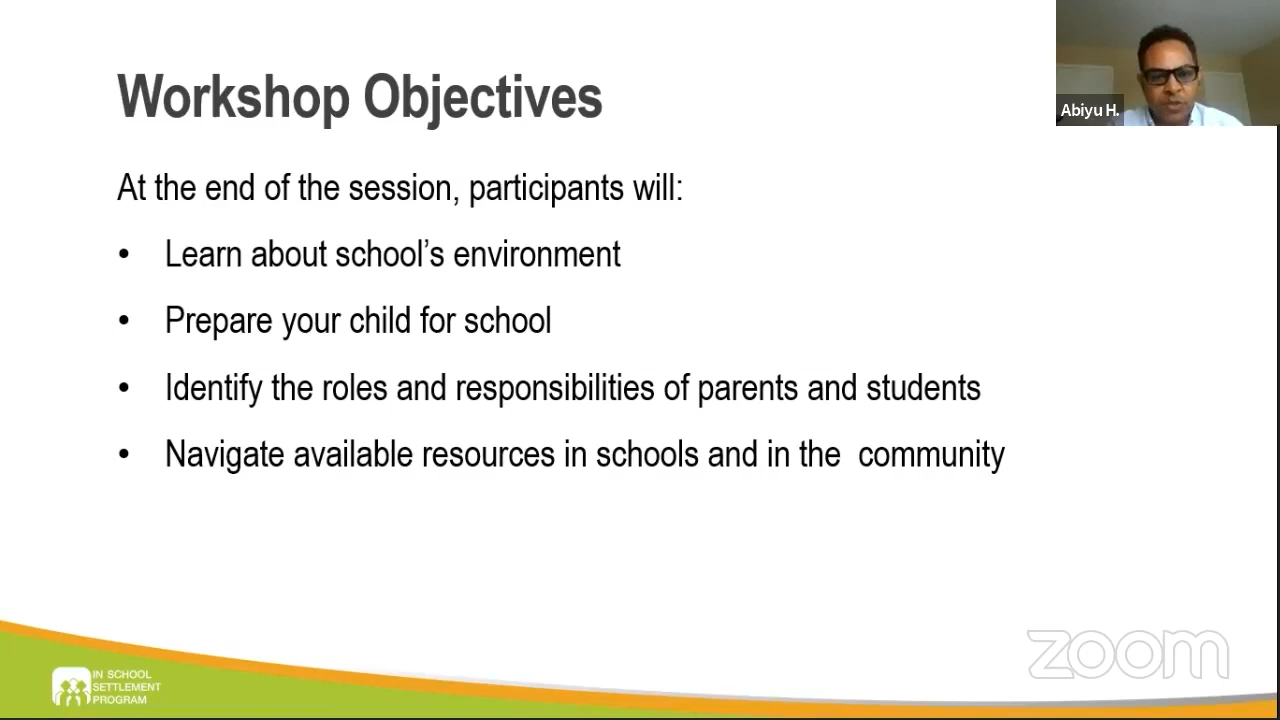 Workshop Objectives
Abiyu H.
At the end of the session, participants will:
• Learn about school’s environment
• Prepare your child for school
• Identify the roles and responsibilities of parents and students
• Navigate available resources in schools and in the  community
IN SCHOOL
SETTLEMENT
PROGRAM
zoom